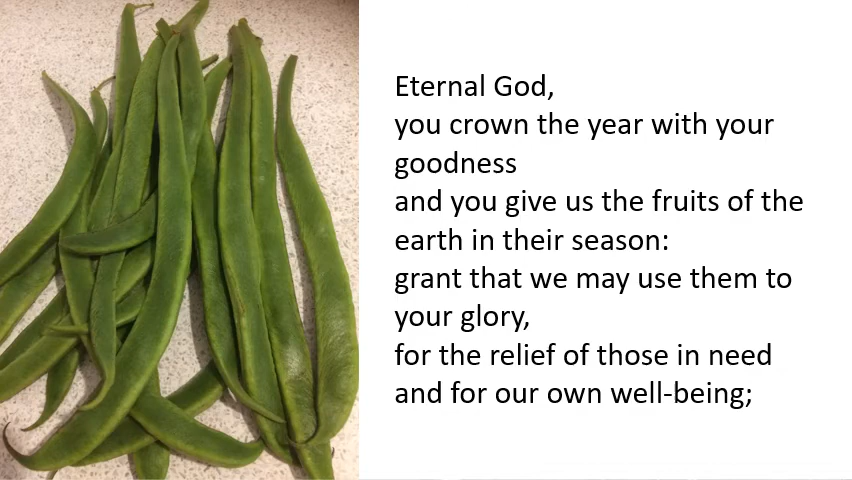 Eternal God,
you crown the year with your
goodness
and you give us the fruits of the
earth in their season:
grant that we may use them to
your glory,
for the relief of those in need
and for our own well-being;